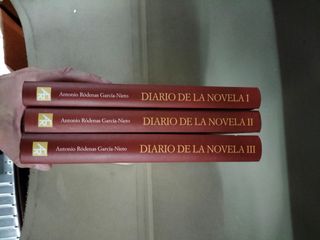 Antonio Ródenas García-Nieto DIARIO DE LA NOVELA I
Antonio Ródenas García-Nieto DIARIO DE LA NOVELA II
Antonio Ródenas García-Nieto DIARIO DE LA NOVELA III